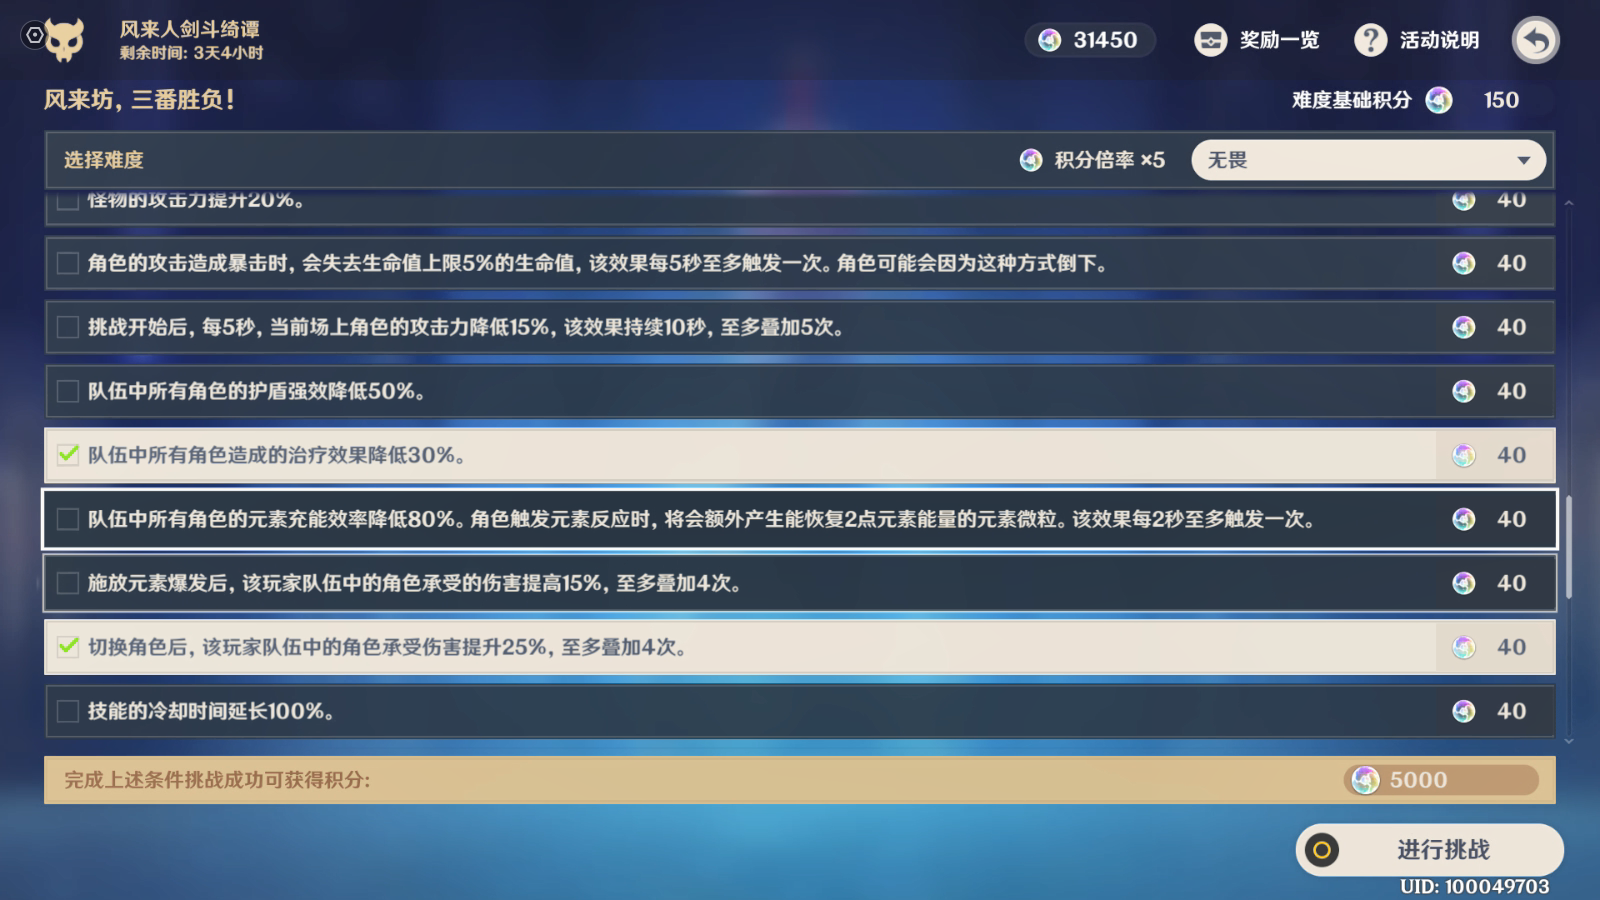 风来人剑斗绮谭
剩余时间: 3天4小时
31450
奖励一览
活动说明
风来坊, 三番胜负!
难度基础积分 150
选择难度
积分倍率 ×5
无畏
怪物的攻击力提升20%。 40
角色的攻击造成暴击时, 会失去生命值上限5%的生命值, 该效果每5秒至多触发一次。角色可能会因为这种方式倒下。 40
挑战开始后, 每5秒, 当前场上角色的攻击力降低15%, 该效果持续10秒, 至多叠加5次。 40
队伍中所有角色的护盾强效降低50%。 40
队伍中所有角色造成的治疗效果降低30%。 40
队伍中所有角色的元素充能效率降低80%。角色触发元素反应时, 将会额外产生能恢复2点元素能量的元素微粒。该效果每2秒至多触发一次。 40
施放元素爆发后, 该玩家队伍中的角色承受的伤害提高15%, 至多叠加4次。 40
切换角色后, 该玩家队伍中的角色承受伤害提升25%, 至多叠加4次。 40
技能的冷却时间延长100%。 40
完成上述条件挑战成功可获得积分: 5000
进行挑战
UID: 100049703